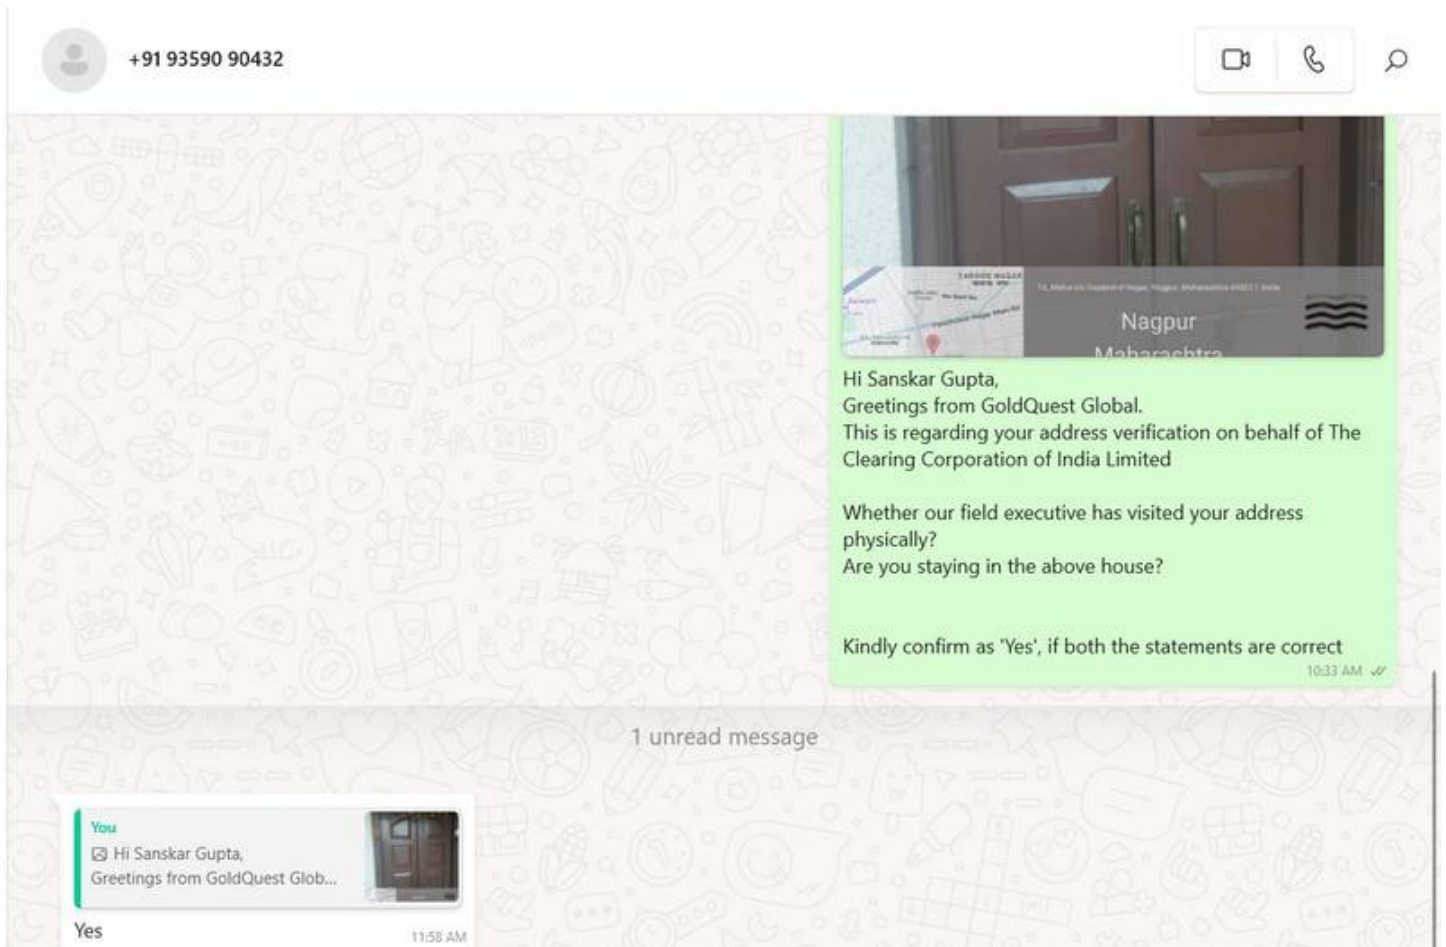 +91 93590 90432
Nagpur
Maharashtra
Hi Sanskar Gupta,
Greetings from GoldQuest Global.
This is regarding your address verification on behalf of The
Clearing Corporation of India Limited
Whether our field executive has visited your address
physically?
Are you staying in the above house?
Kindly confirm as 'Yes', if both the statements are correct
10:33 AM
1 unread message
You
Hi Sanskar Gupta,
Greetings from GoldQuest Glob...
Yes
11:58 AM